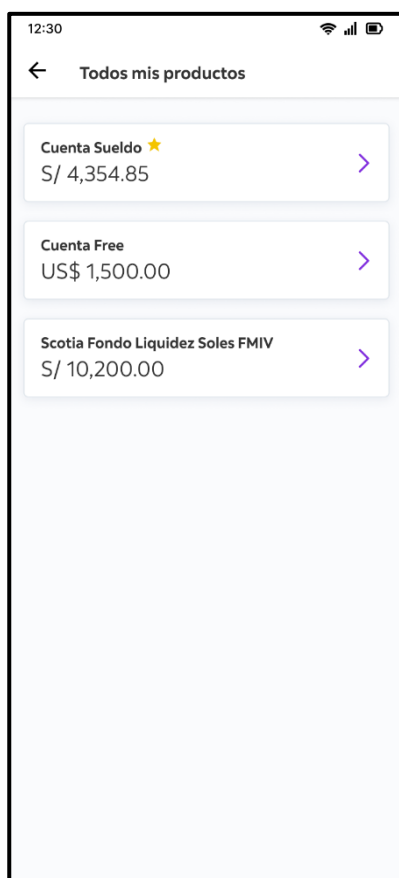 12:30
Todos mis productos
Cuenta Sueldo
S/ 4,354.85
Cuenta Free
US$ 1,500.00
Scotia Fondo Liquidez Soles FMIV
S/ 10,200.00